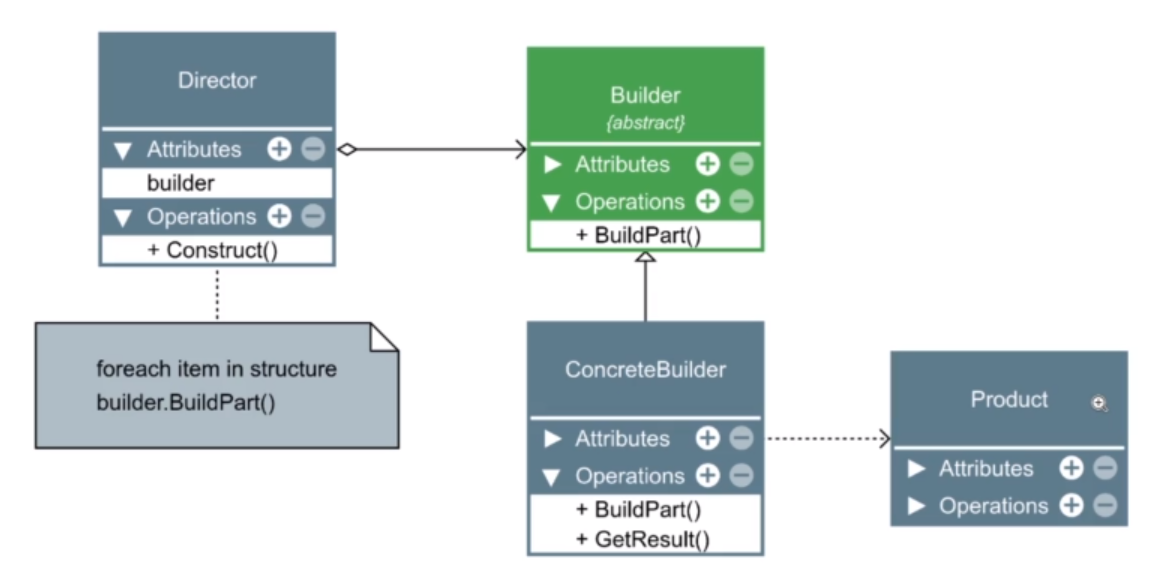 Director
Attributes
builder
Operations
+ Construct()
foreach item in structure
builder.BuildPart()
Builder
{abstract}
Attributes
Operations
+ BuildPart()
ConcreteBuilder
Attributes
Operations
+ BuildPart()
+ GetResult()
Product
Attributes
Operations